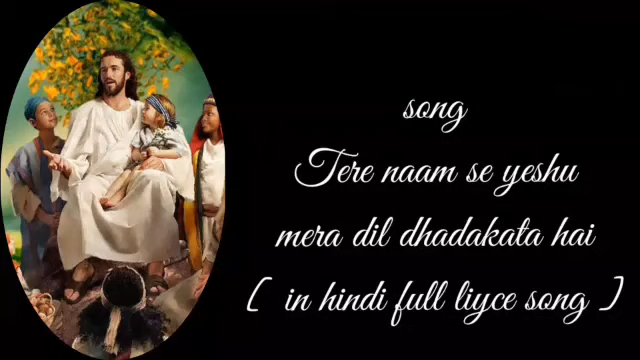 song
Tere naam se yeshu
mera dil dhadakata hai
( in hindi full liyce song )